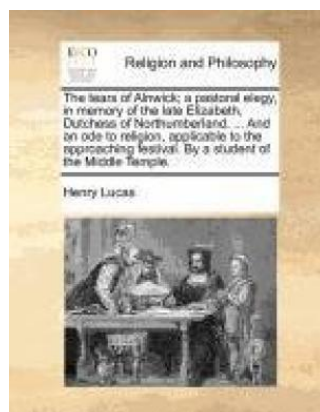 ECCO
Religion and Philosophy
The tears of Alnwick; a pastoral elegy,
in memory of the late Elizabeth,
Dutchess of Northumberland. ... And
an ode to religion, applicable to the
approaching festival. By a student of
the Middle Temple.
Henry Lucas